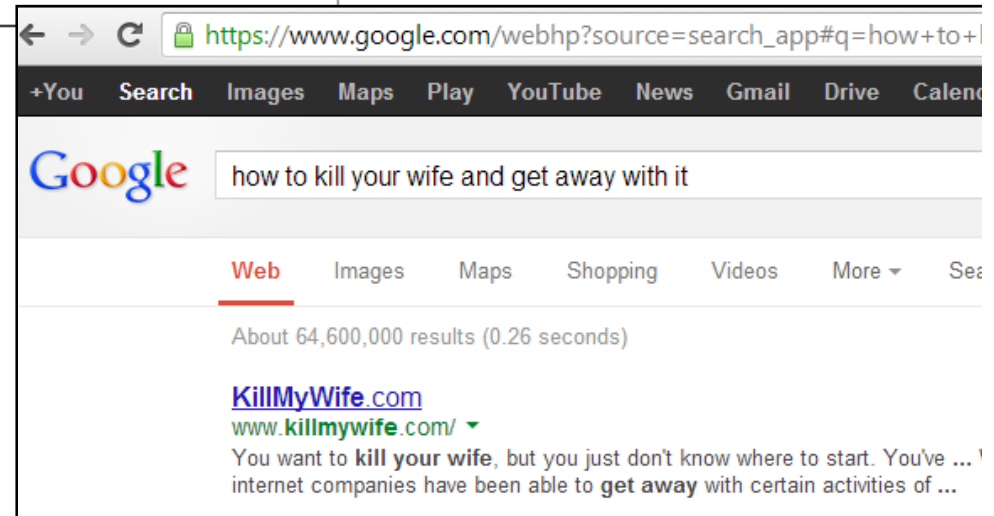 https://www.google.com/webhp?source=search_app#q=how+to+
+You Search Images Maps Play YouTube News Gmail Drive Calend
Google how to kill your wife and get away with it
Web Images Maps Shopping Videos More Sea
About 64,600,000 results (0.26 seconds)
KillMyWife.com
www.killmywife.com/
You want to kill your wife, but you just don't know where to start. You've ...
internet companies have been able to get away with certain activities of ...